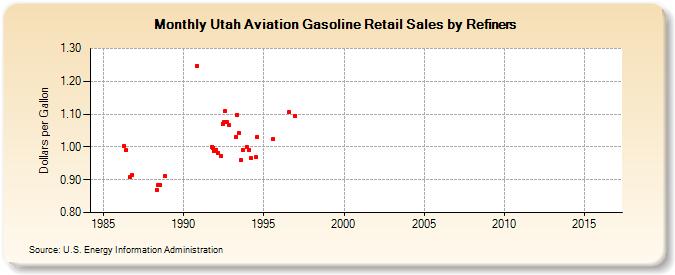 Monthly Utah Aviation Gasoline Retail Sales by Refiners
Dollars per Gallon
1.30
1.20
1.10
1.00
0.90
0.80
1985 1990 1995 2000 2005 2010 2015
Source: U.S. Energy Information Administration